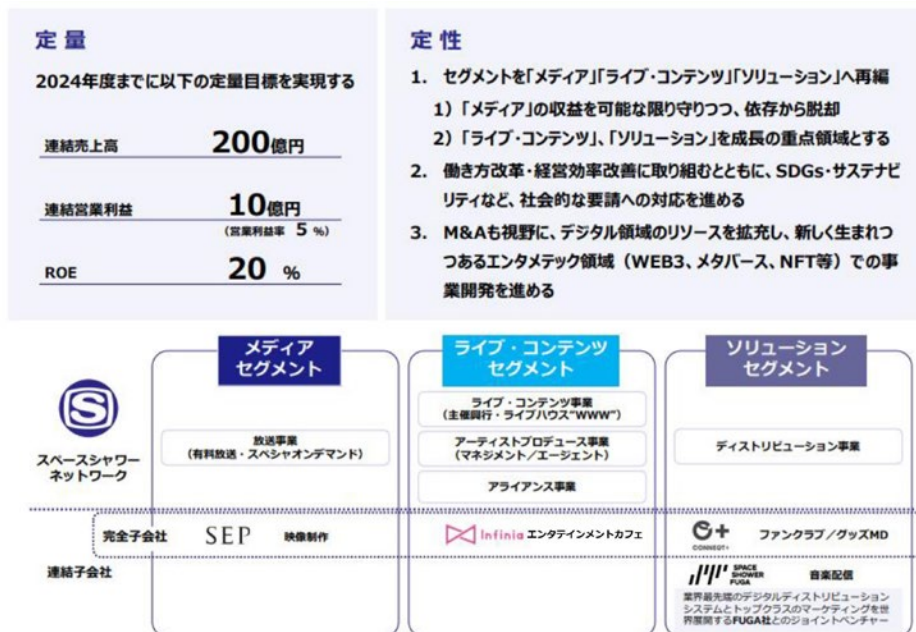 定量
2024年度までに以下の定量目標を実現する
連結売上高 200億円
連結営業利益 10億円
(営業利益率 5 %)
ROE 20 %
定性
1. セグメントを「メディア」「ライブ・コンテンツ」「ソリューション」へ再編
1)「メディア」の収益を可能な限り守りつつ、依存から脱却
2)「ライブ・コンテンツ」、「ソリューション」を成長の重点領域とする
2. 働き方改革・経営効率改善に取り組むとともに、SDGs・サステナビ
リティなど、社会的な要請への対応を進める
3. M&Aも視野に、デジタル領域のリソースを拡充し、新しく生まれつ
つあるエンタメテック領域（WEB3、メタバース、NFT等）での事
業開発を進める
メディア
セグメント
ライブ・コンテンツ
セグメント
ソリューション
セグメント
S
スペースシャワー
ネットワーク
放送事業
(有料放送・スペシャオンデマンド)
ライブ・コンテンツ事業
(主催興行・ライブハウス"WWW")
アーティストプロデュース事業
(マネジメント／エージェント)
アライアンス事業
ディストリビューション事業
完全子会社
SEP 映像制作
Infinia エンタテインメントカフェ
C+
CONNECT+
ファンクラブ／グッズMD
連結子会社
SPACE
SHOWER
FUGA
音楽配信
業界最先端のデジタルディストリビューション
システムとトップクラスのマーケティングを世
界展開するFUGA社とのジョイントベンチャー